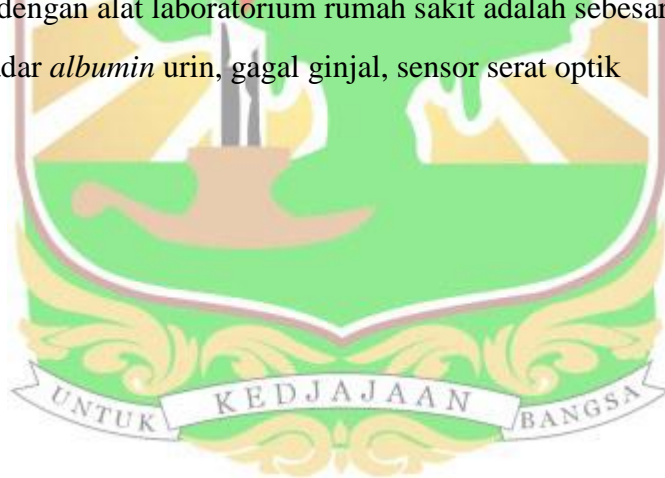 dengan alat laboratorium rumah sakit adalah sebesar
dar albumin urin, gagal ginjal, sensor serat optik
UNTUK KEDJAJAAN BANGSA